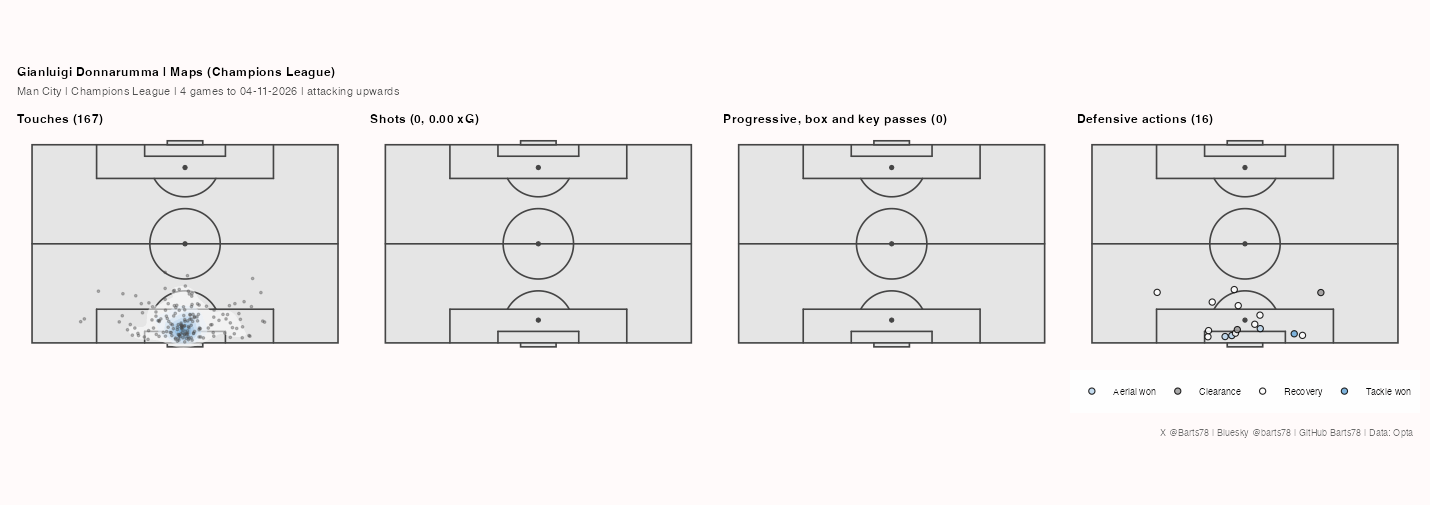 Gianluigi Donnarumma | Maps (Champions League)
Man City | Champions League | 4 games to 04-11-2026 | attacking upwards
Touches (167)
Shots (0, 0.00 xG)
Progressive, box and key passes (0)
Defensive actions (16)
Aerial won
Clearance
Recovery
Tackle won
X @Barts78 | Bluesky @barts78 | GitHub Barts78 | Data: Opta